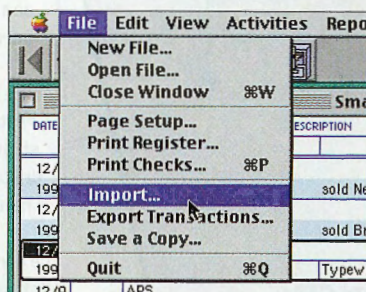 File Edit View Activities Repo
New File...
Open File...
Close Window ⌘W
Page Setup...
Print Register...
Print Checks... ⌘P
Import...
Export Transactions...
Save a Copy...
Quit ⌘Q
Sma
DATE ESCRIPTION
12/
199 sold Ne
12/
199 sold Br
12/
199 Typew
12/9 APS